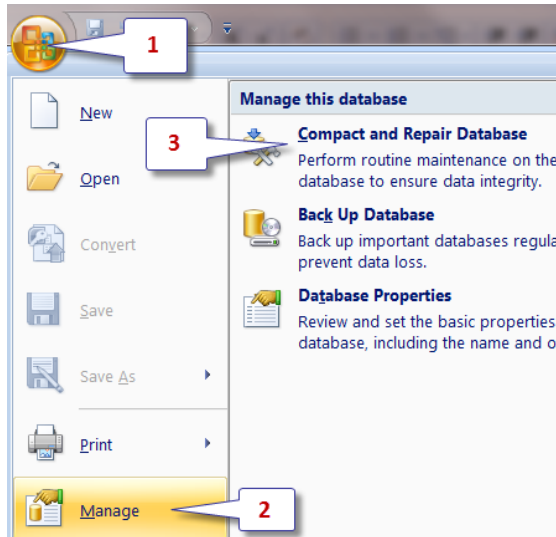 1
New
Open
Convert
Save
Save As
Print
Manage
2
Manage this database
3
Compact and Repair Database
Perform routine maintenance on the
database to ensure data integrity.
Back Up Database
Back up important databases regula
prevent data loss.
Database Properties
Review and set the basic properties
database, including the name and o